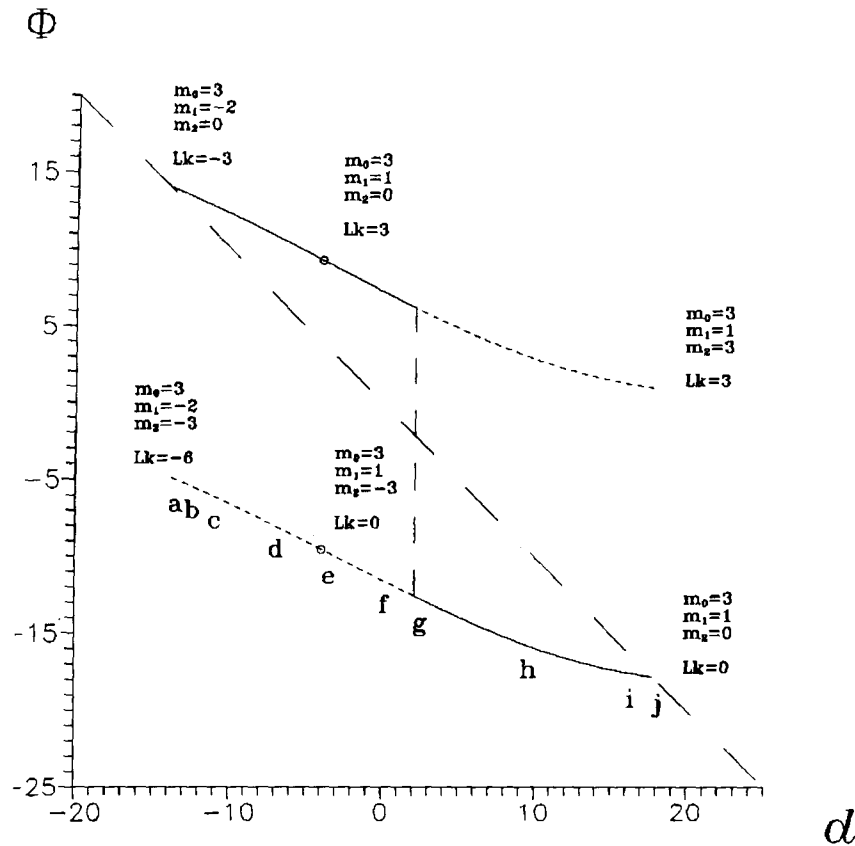 Φ
m₀=3
m₁=-2
m₂=0
Lk=-3
m₀=3
m₁=1
m₂=0
Lk=3
15
m₀=3
m₁=1
m₂=3
Lk=3
5
m₀=3
m₁=-2
m₂=-3
Lk=-6
m₀=3
m₁=1
m₂=-3
Lk=0
-5
a b c d e f g h i j
m₀=3
m₁=1
m₂=0
Lk=0
-15
-25
-20 -10 0 10 20
d